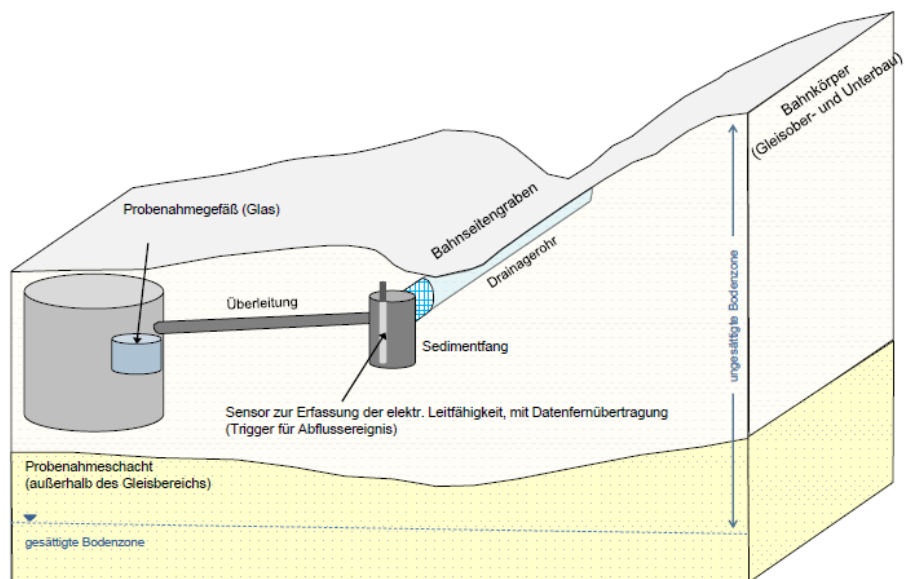 Bahnkörper
(Gleisober- und Unterbau)
Probenahmegefäß (Glas)
Bahnseitengraben
Drainagerohr
Überleitung
Sedimentfang
ungesättigte Bodenzone
Sensor zur Erfassung der elektr. Leitfähigkeit, mit Datenfernübertragung
(Trigger für Abflussereignis)
Probenahmeschacht
(außerhalb des Gleisbereichs)
gesättigte Bodenzone